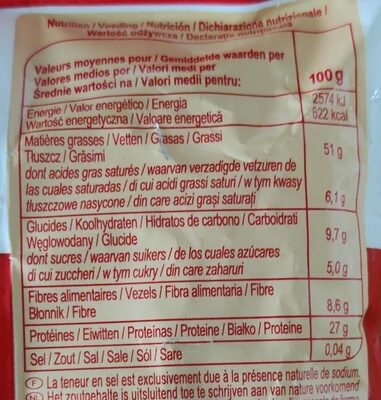 Nutrition / Voeding / Nutrición / Dichiarazione nutrizionale /
Wartość odżywcza / Declarație nutrițională
Valeurs moyennes pour / Gemiddelde waarden per
Valores medios por / Valori medi per
Średnie wartości na / Valori medii pentru:
100 g
Energie / Valor energético / Energia
Wartość energetyczna / Valoare energetică
2574 kJ
622 kcal
Matières grasses / Vetten / Grasas / Grassi
Tłuszcz / Grăsimi
51 g
dont acides gras saturés / waarvan verzadigde vetzuren de
las cuales saturadas / di cui acidi grassi saturi / w tym kwasy
tłuszczowe nasycone / din care acizi grași saturați
6,1 g
Glucides / Koolhydraten / Hidratos de carbono / Carboidrati
Węglowodany / Glucide
9,7 g
dont sucres / waarvan suikers / de los cuales azúcares
di cui zuccheri / w tym cukry / din care zaharuri
5,0 g
Fibres alimentaires / Vezels / Fibra alimentaria / Fibre
Błonnik / Fibre
8,6 g
Protéines / Eiwitten / Proteínas / Proteine / Białko / Proteine
27 g
Sel / Zout / Sal / Sale / Sól / Sare
0,04 g
F La teneur en sel est exclusivement due à la présence naturelle de sodium.
NL Het zoutgehalte is uitsluitend toe te schrijven aan van nature voorkomend